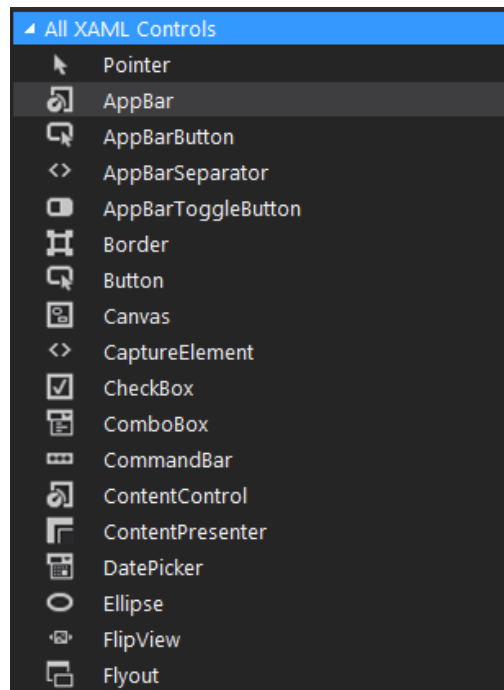 All XAML Controls
Pointer
AppBar
AppBarButton
AppBarSeparator
AppBarToggleButton
Border
Button
Canvas
CaptureElement
CheckBox
ComboBox
CommandBar
ContentControl
ContentPresenter
DatePicker
Ellipse
FlipView
Flyout